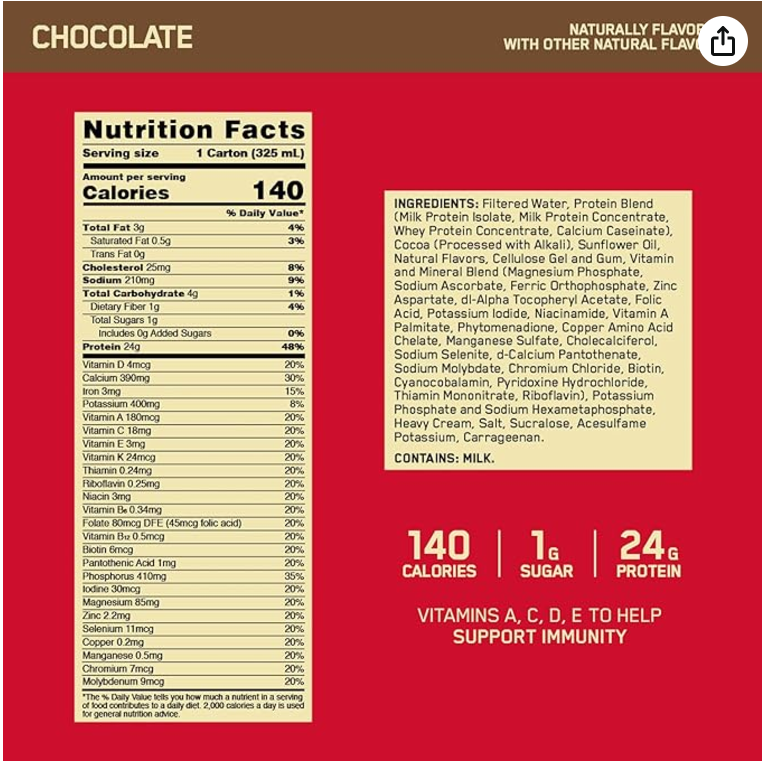 CHOCOLATE
NATURALLY
WITH OTHER NATURAL
Nutrition Facts
Serving size 1 Carton (325 mL)
Amount per serving
Calories 140
% Daily Value*
Total Fat 3g 4%
Saturated Fat 0.5g 3%
Trans Fat 0g
Cholesterol 25mg 8%
Sodium 210mg 9%
Total Carbohydrate 4g 1%
Dietary Fiber 1g 4%
Total Sugars 1g
Includes 0g Added Sugars 0%
Protein 24g 48%
Vitamin D 4mcg 20%
Calcium 390mg 30%
Iron 3mg 15%
Potassium 400mg 8%
Vitamin A 180mcg 20%
Vitamin C 18mg 20%
Vitamin E 3mg 20%
Vitamin K 24mcg 20%
Thiamin 0.24mg 20%
Riboflavin 0.25mg 20%
Niacin 3mg 20%
Vitamin B₆ 0.34mg 20%
Folate 80mcg DFE (45mcg folic acid) 20%
Vitamin B₁₂ 0.5mcg 20%
Biotin 6mcg 20%
Pantothenic Acid 1mg 20%
Phosphorus 410mg 35%
Iodine 30mcg 20%
Magnesium 85mg 20%
Zinc 2.2mg 20%
Selenium 11mcg 20%
Copper 0.2mg 20%
Manganese 0.5mg 20%
Chromium 7mcg 20%
Molybdenum 9mcg 20%
*The % Daily Value tells you how much a nutrient in a serving
of food contributes to a daily diet. 2,000 calories a day is used
for general nutrition advice.
INGREDIENTS: Filtered Water, Protein Blend
(Milk Protein Isolate, Milk Protein Concentrate,
Whey Protein Concentrate, Calcium Caseinate),
Cocoa (Processed with Alkali), Sunflower Oil,
Natural Flavors, Cellulose Gel and Gum, Vitamin
and Mineral Blend (Magnesium Phosphate,
Sodium Ascorbate, Ferric Orthophosphate, Zinc
Aspartate, dl-Alpha Tocopheryl Acetate, Folic
Acid, Potassium Iodide, Niacinamide, Vitamin A
Palmitate, Phytomenadione, Copper Amino Acid
Chelate, Manganese Sulfate, Cholecalciferol,
Sodium Selenite, d-Calcium Pantothenate,
Sodium Molybdate, Chromium Chloride, Biotin,
Cyanocobalamin, Pyridoxine Hydrochloride,
Thiamin Mononitrate, Riboflavin), Potassium
Phosphate and Sodium Hexametaphosphate,
Heavy Cream, Salt, Sucralose, Acesulfame
Potassium, Carrageenan.
CONTAINS: MILK.
140 1G 24G
CALORIES SUGAR PROTEIN
VITAMINS A, C, D, E TO HELP
SUPPORT IMMUNITY